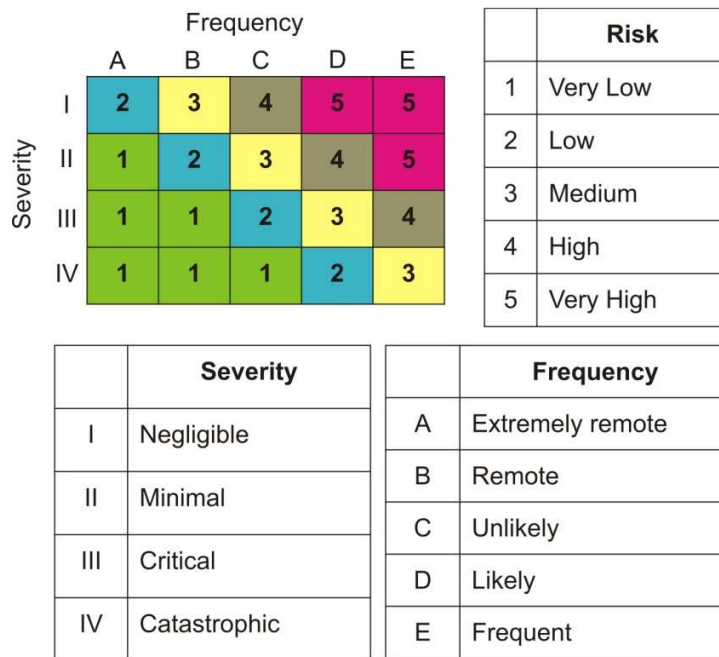 Frequency
A B C D E
Severity
I 2 3 4 5 5
II 1 2 3 4 5
III 1 1 2 3 4
IV 1 1 1 2 3
Risk
1 Very Low
2 Low
3 Medium
4 High
5 Very High
Severity
I Negligible
II Minimal
III Critical
IV Catastrophic
Frequency
A Extremely remote
B Remote
C Unlikely
D Likely
E Frequent